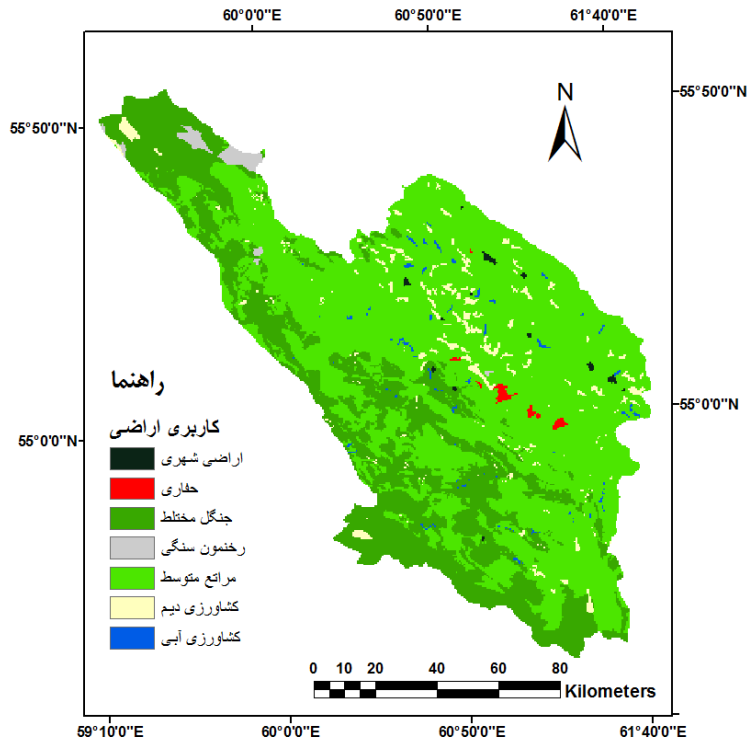 60°0'0"E 60°50'0"E 61°40'0"E
55°50'0"N
55°50'0"N
N
راهنما
کاربری اراضی
اراضی شهری
حفاری
جنگل مختلط
رخنمون سنگی
مراتع متوسط
کشاورزی دیم
کشاورزی آبی
55°0'0"N
55°0'0"N
0 10 20 40 60 80
Kilometers
59°10'0"E 60°0'0"E 60°50'0"E 61°40'0"E